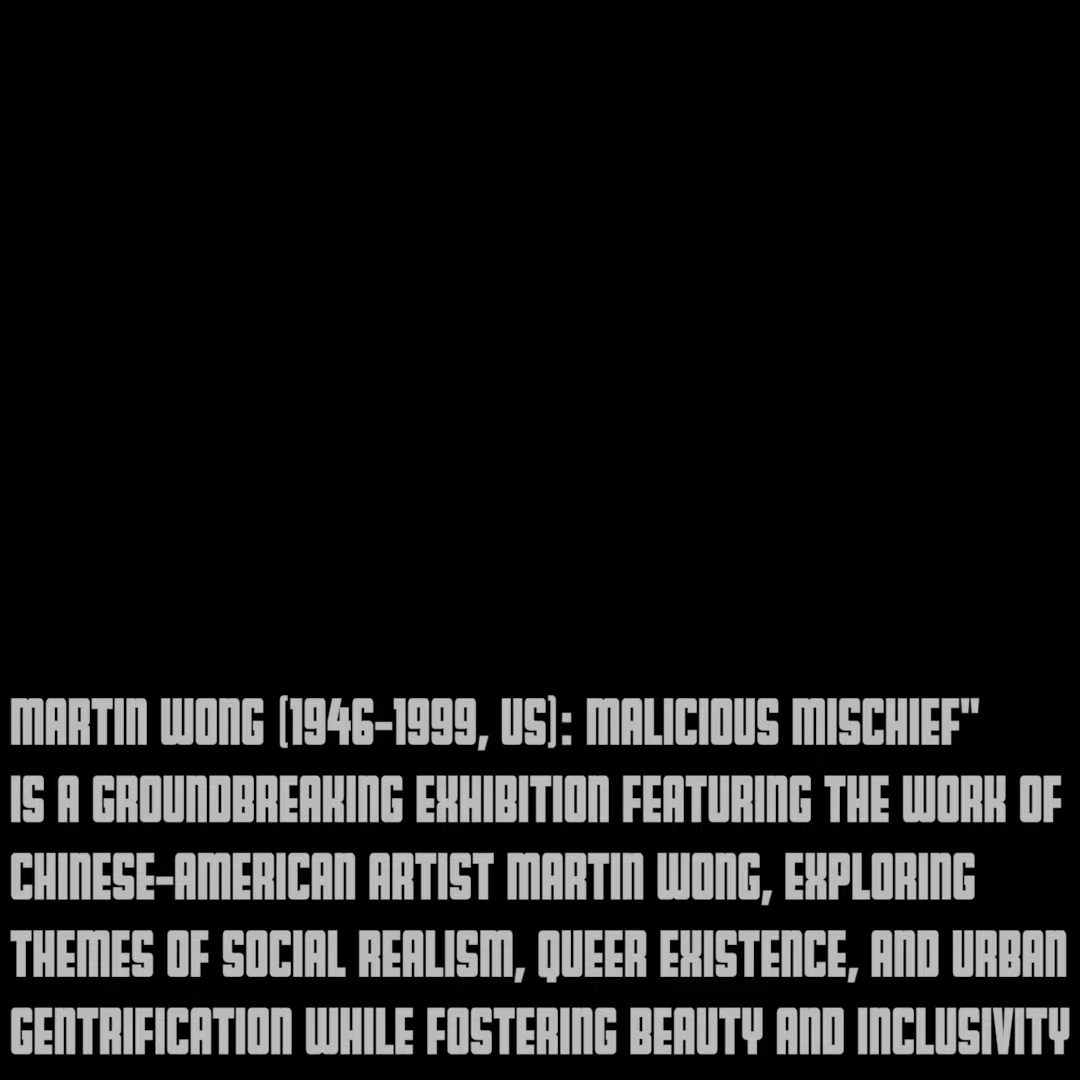 MARTIN WONG (1946-1999, US): MALICIOUS MISCHIEF"
IS A GROUNDBREAKING EXHIBITION FEATURING THE WORK OF
CHINESE-AMERICAN ARTIST MARTIN WONG, EXPLORING
THEMES OF SOCIAL REALISM, QUEER EXISTENCE, AND URBAN
GENTRIFICATION WHILE FOSTERING BEAUTY AND INCLUSIVITY